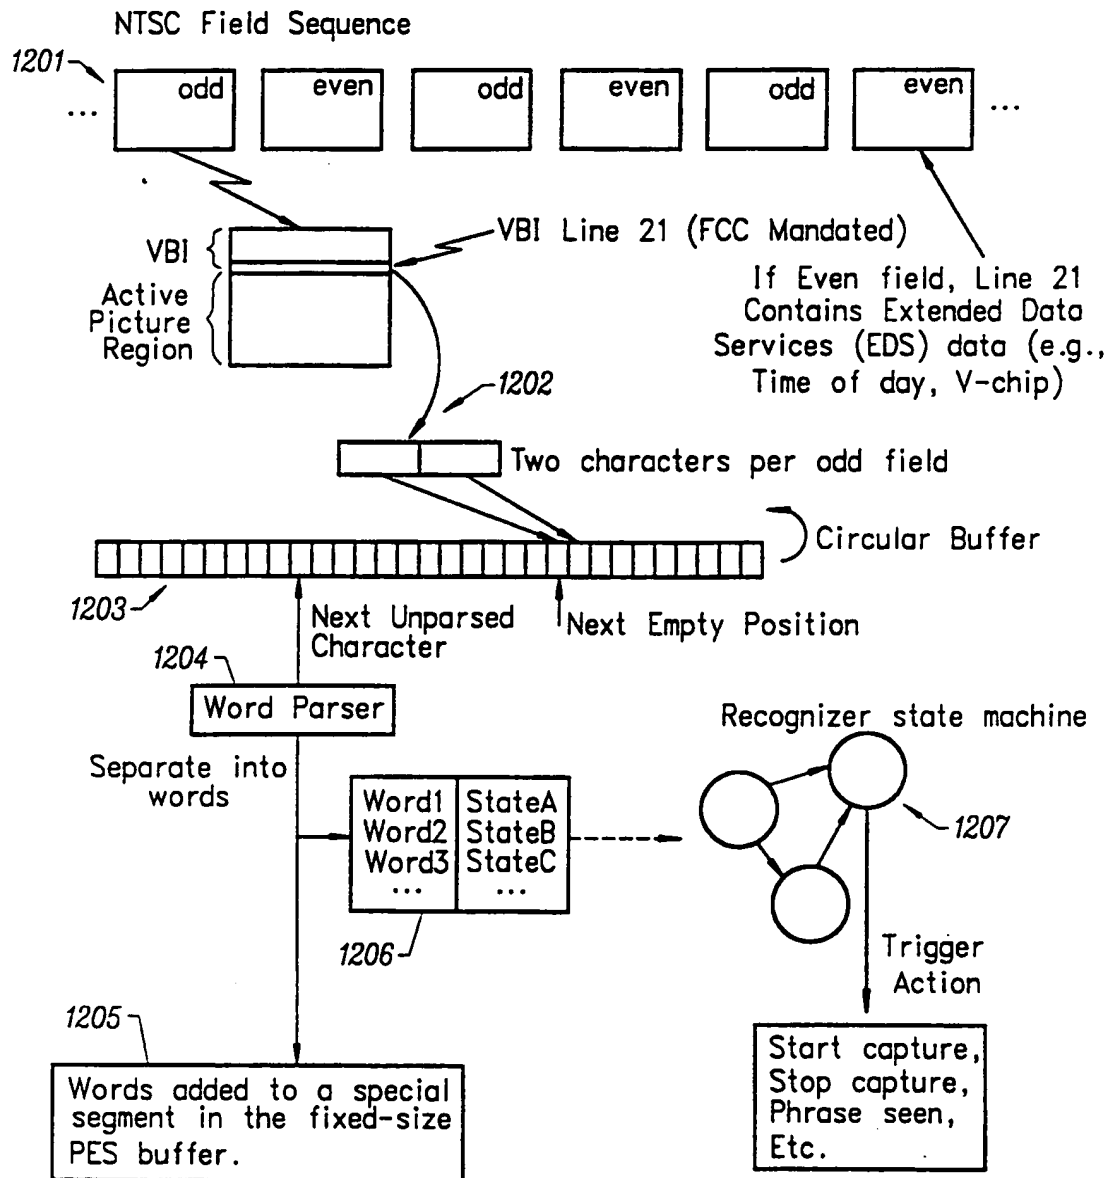 NTSC Field Sequence
1201
... odd even odd even odd even ...
VBI
VBI Line 21 (FCC Mandated)
Active
Picture
Region
If Even field, Line 21
Contains Extended Data
Services (EDS) data (e.g.,
Time of day, V-chip)
1202
Two characters per odd field
Circular Buffer
1203
Next Unparsed
Character
Next Empty Position
1204
Word Parser
Separate into
words
Word1 StateA
Word2 StateB
Word3 StateC
... ...
1206
Recognizer state machine
1207
Trigger
Action
1205
Words added to a special
segment in the fixed-size
PES buffer.
Start capture,
Stop capture,
Phrase seen,
Etc.